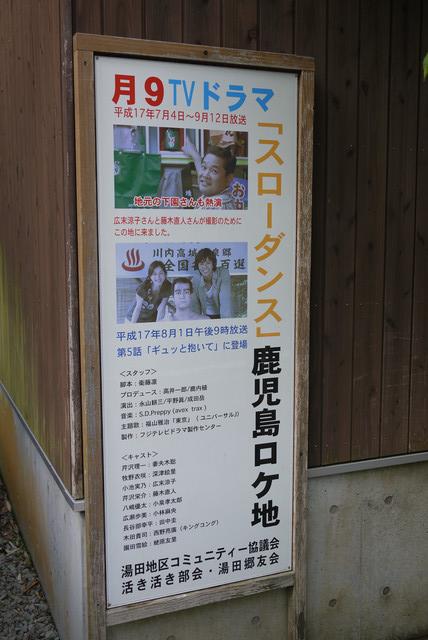 月9TVドラマ
平成17年7月4日~9月12日放送
「スローダンス」鹿児島ロケ地
地元の下園さんも熱演
広末涼子さんと藤木直人さんが撮影のために
この地に来ました。
川内高城温泉郷
全国 百選
平成17年8月1日午後9時放送
第5話「ギュッと抱いて」に登場
<スタッフ>
脚本:衛藤凛
プロデュース:高井一郎/鹿内植
演出:永山耕三/平野眞/成田岳
音楽:S.D.Preppy (avex trax )
主題歌:福山雅治「東京」(ユニバーサルJ)
製作:フジテレビドラマ製作センター
<キャスト>
芹沢理一:妻夫木聡
牧野衣咲:深津絵里
小池実乃:広末涼子
芹沢栄介:藤木直人
八嶋優太:小泉孝太郎
広瀬歩美:小林麻央
長谷部幸平:田中圭
木田貴司:西野亮廣(キングコング)
園田雪絵:蛯原友里
湯田地区コミュニティー協議会
活き活き部会・湯田郷友会